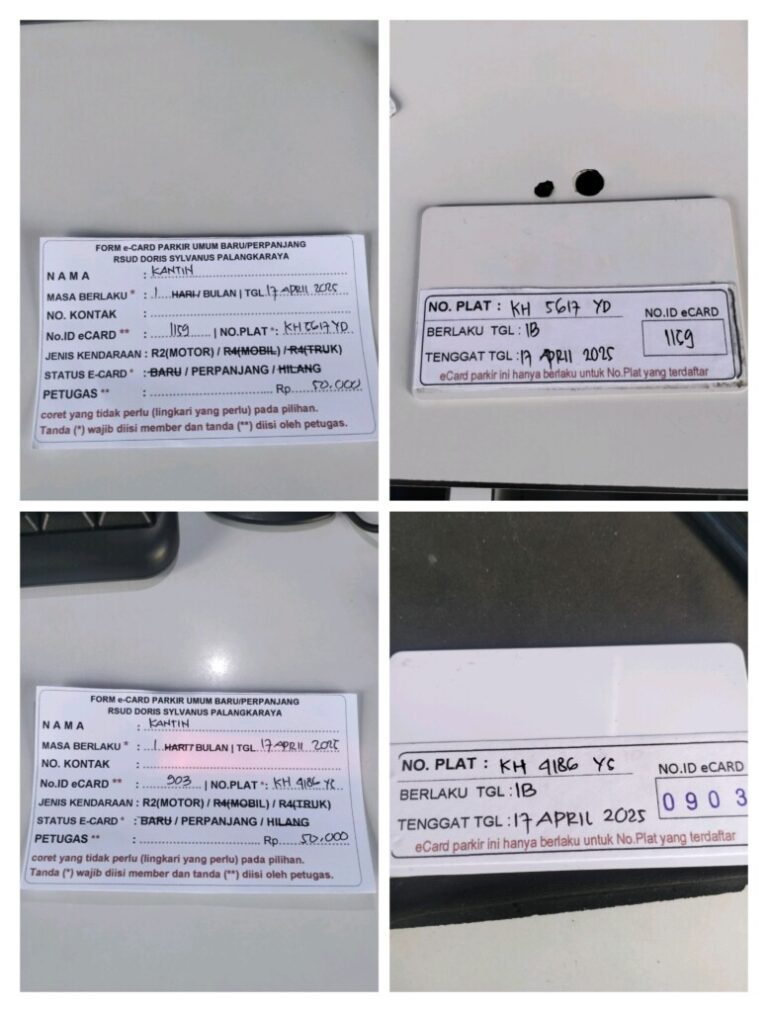 FORM e-CARD PARKIR UMUM BARU/PERPANJANG
RSUD DORIS SYLVANUS PALANGKARAYA
N A M A : KANTIN
MASA BERLAKU * : 1 HARI / BULAN | TGL 17 APRIL 2025
NO. KONTAK :
No.ID eCARD ** : 1159 | NO.PLAT *: KH 5617 YD
JENIS KENDARAAN : R2(MOTOR) / R4(MOBIL) / R4(TRUK)
STATUS E-CARD * : BARU / PERPANJANG / HILANG
PETUGAS ** : Rp 50.000
coret yang tidak perlu (lingkari yang perlu) pada pilihan.
Tanda (*) wajib diisi member dan tanda (**) diisi oleh petugas.
NO. PLAT : KH 5617 YD
NO.ID eCARD
BERLAKU TGL : 1B
1159
TENGGAT TGL : 17 APRIL 2025
eCard parkir ini hanya berlaku untuk No.Plat yang terdaftar
FORM e-CARD PARKIR UMUM BARU/PERPANJANG
RSUD DORIS SYLVANUS PALANGKARAYA
N A M A : KANTIN
MASA BERLAKU * : 1 HARI / BULAN | TGL 17 APRIL 2025
NO. KONTAK :
No.ID eCARD ** : 903 | NO.PLAT *: KH 4186 YC
JENIS KENDARAAN : R2(MOTOR) / R4(MOBIL) / R4(TRUK)
STATUS E-CARD * : BARU / PERPANJANG / HILANG
PETUGAS ** : Rp 50.000
coret yang tidak perlu (lingkari yang perlu) pada pilihan.
Tanda (*) wajib diisi member dan tanda (**) diisi oleh petugas.
NO. PLAT : KH 4186 YC
NO.ID eCARD
BERLAKU TGL : 1B
0903
TENGGAT TGL : 17 APRIL 2025
eCard parkir ini hanya berlaku untuk No.Plat yang terdaftar